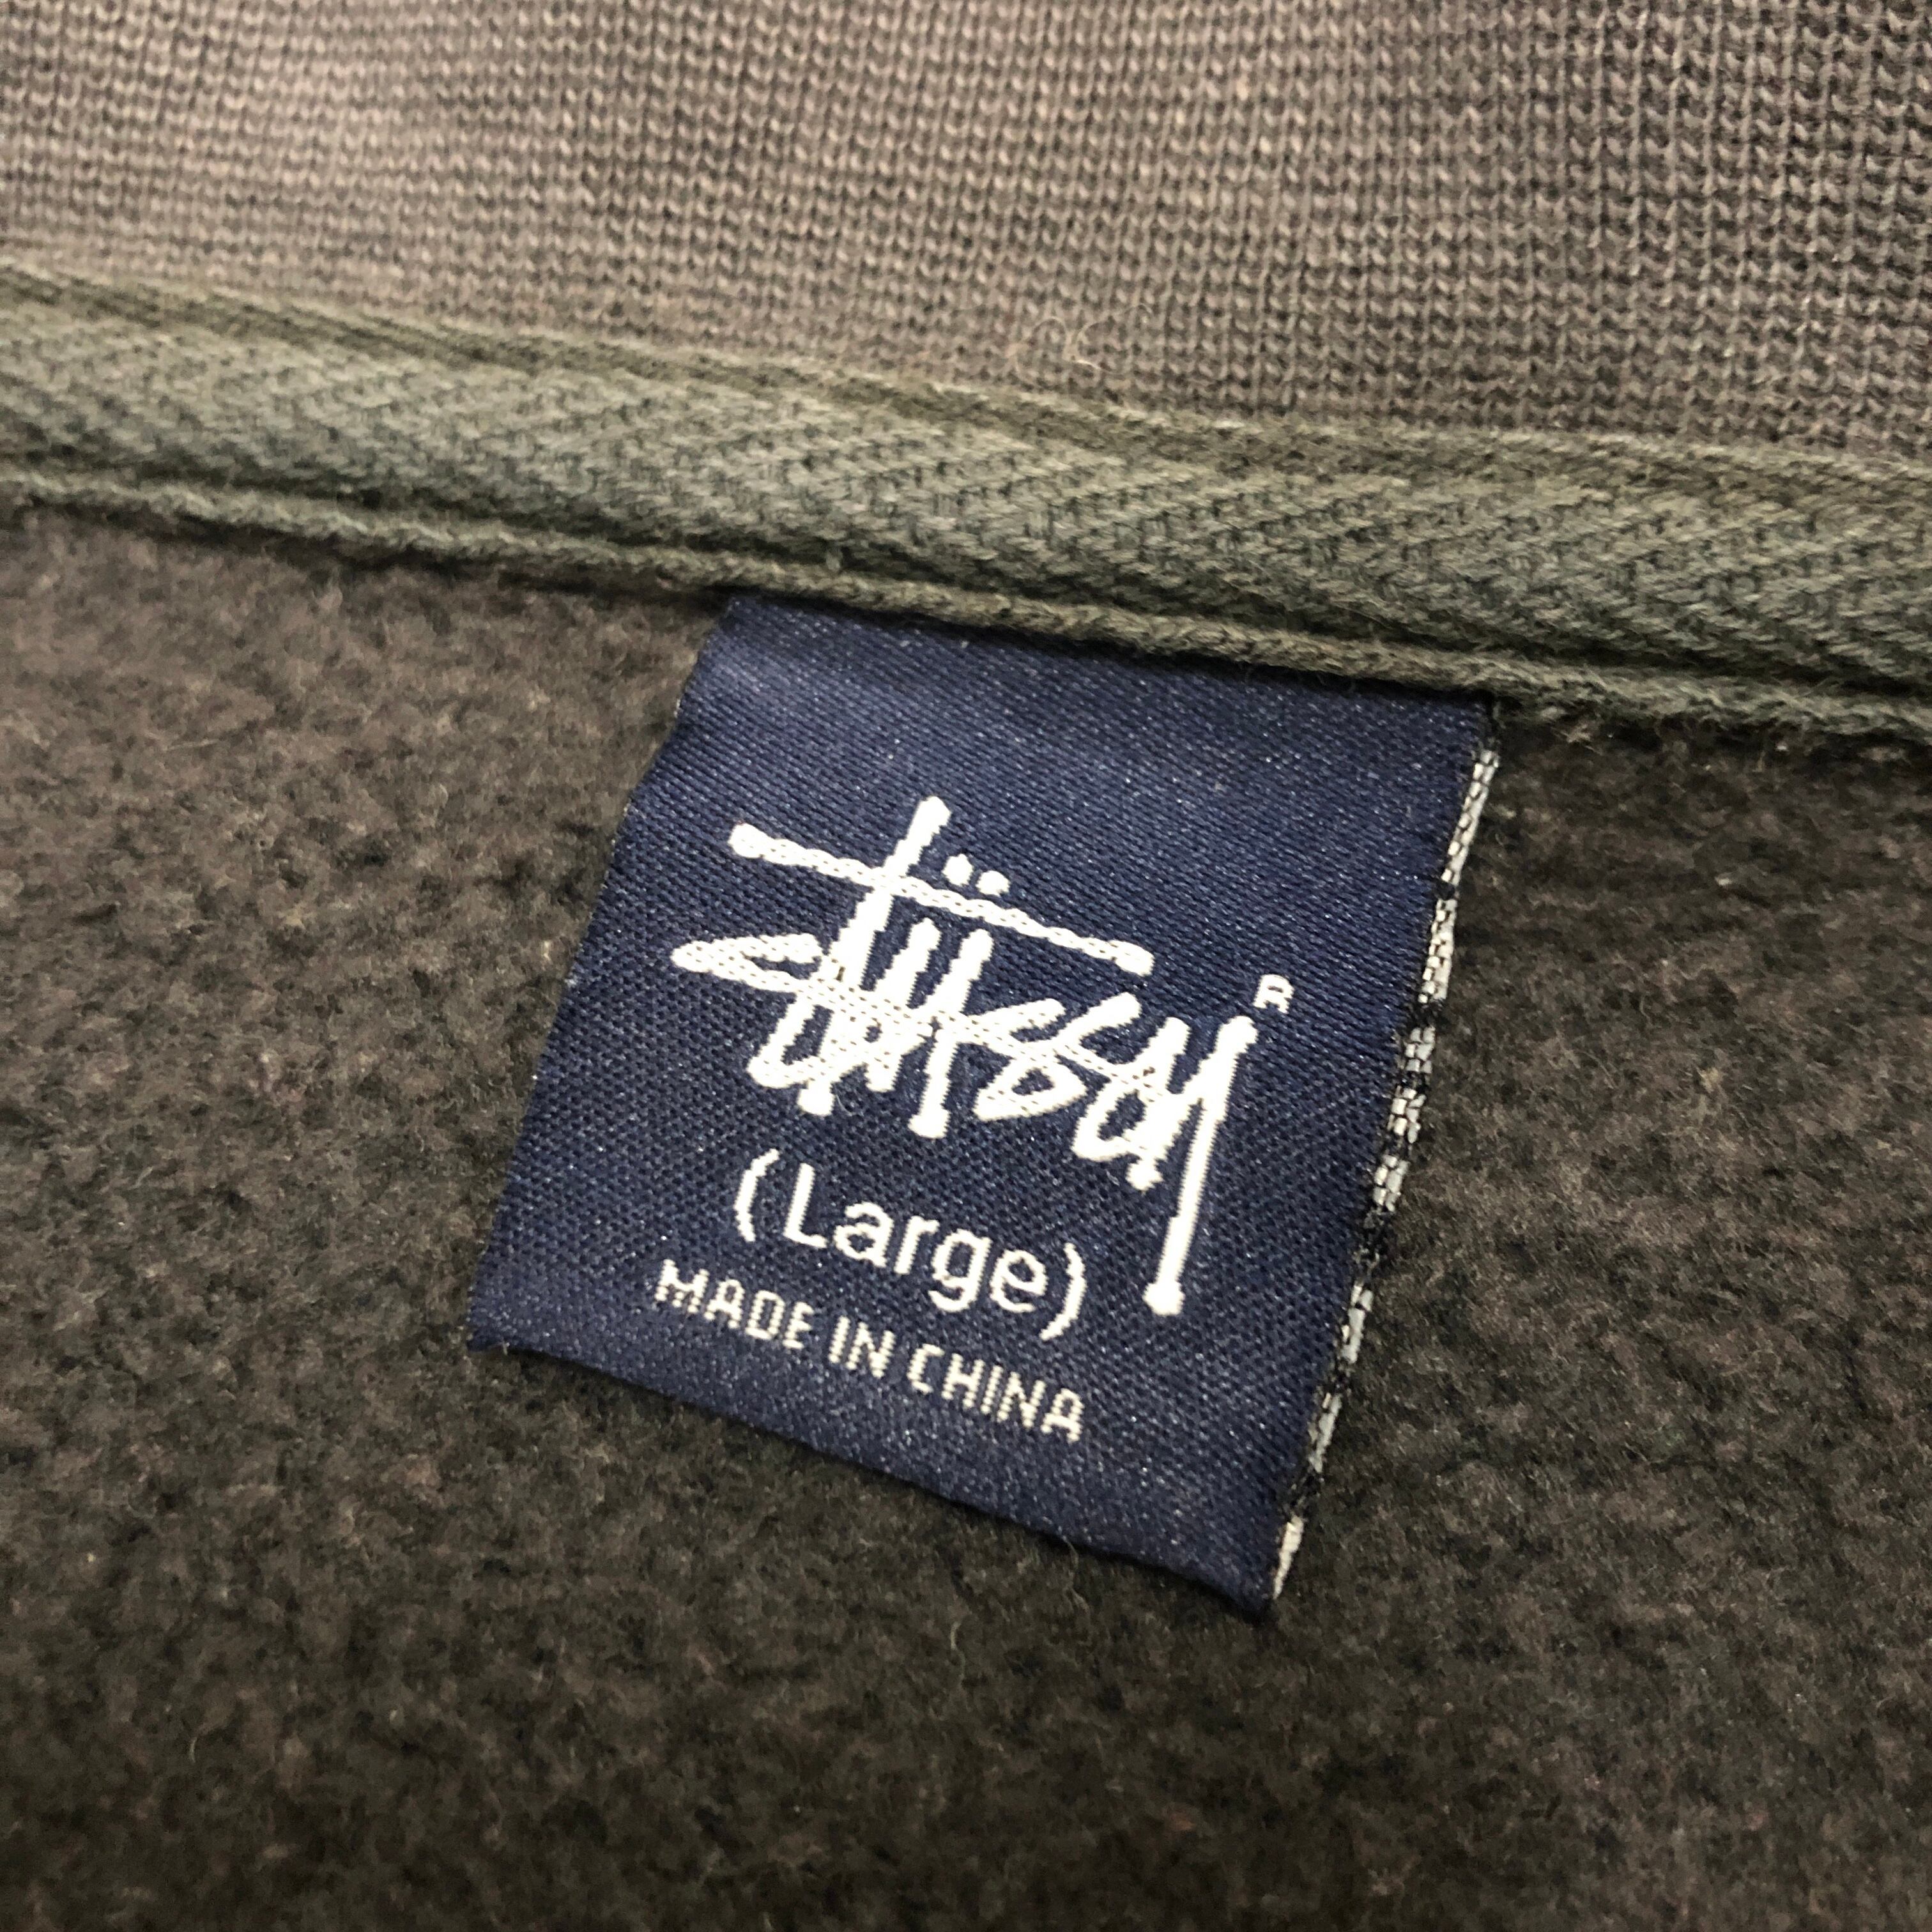 Stüssy R
(Large)
MADE IN CHINA